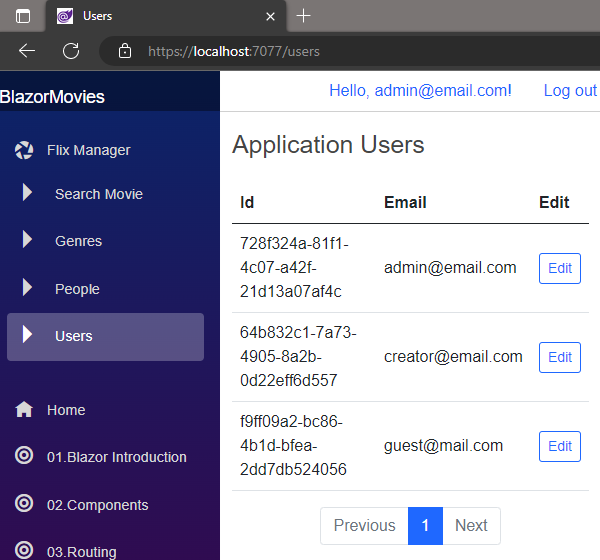 Users
https://localhost:7077/users
BlazorMovies
Hello, admin@email.com! Log out
Flix Manager
Search Movie
Genres
People
Users
Home
01.Blazor Introduction
02.Components
03.Routing
Application Users
Id Email Edit
728f324a-81f1-
4c07-a42f-
21d13a07af4c
admin@email.com
Edit
64b832c1-7a73-
4905-8a2b-
0d22eff6d557
creator@email.com
Edit
f9ff09a2-bc86-
4b1d-bfea-
2dd7db524056
guest@mail.com
Edit
Previous 1 Next